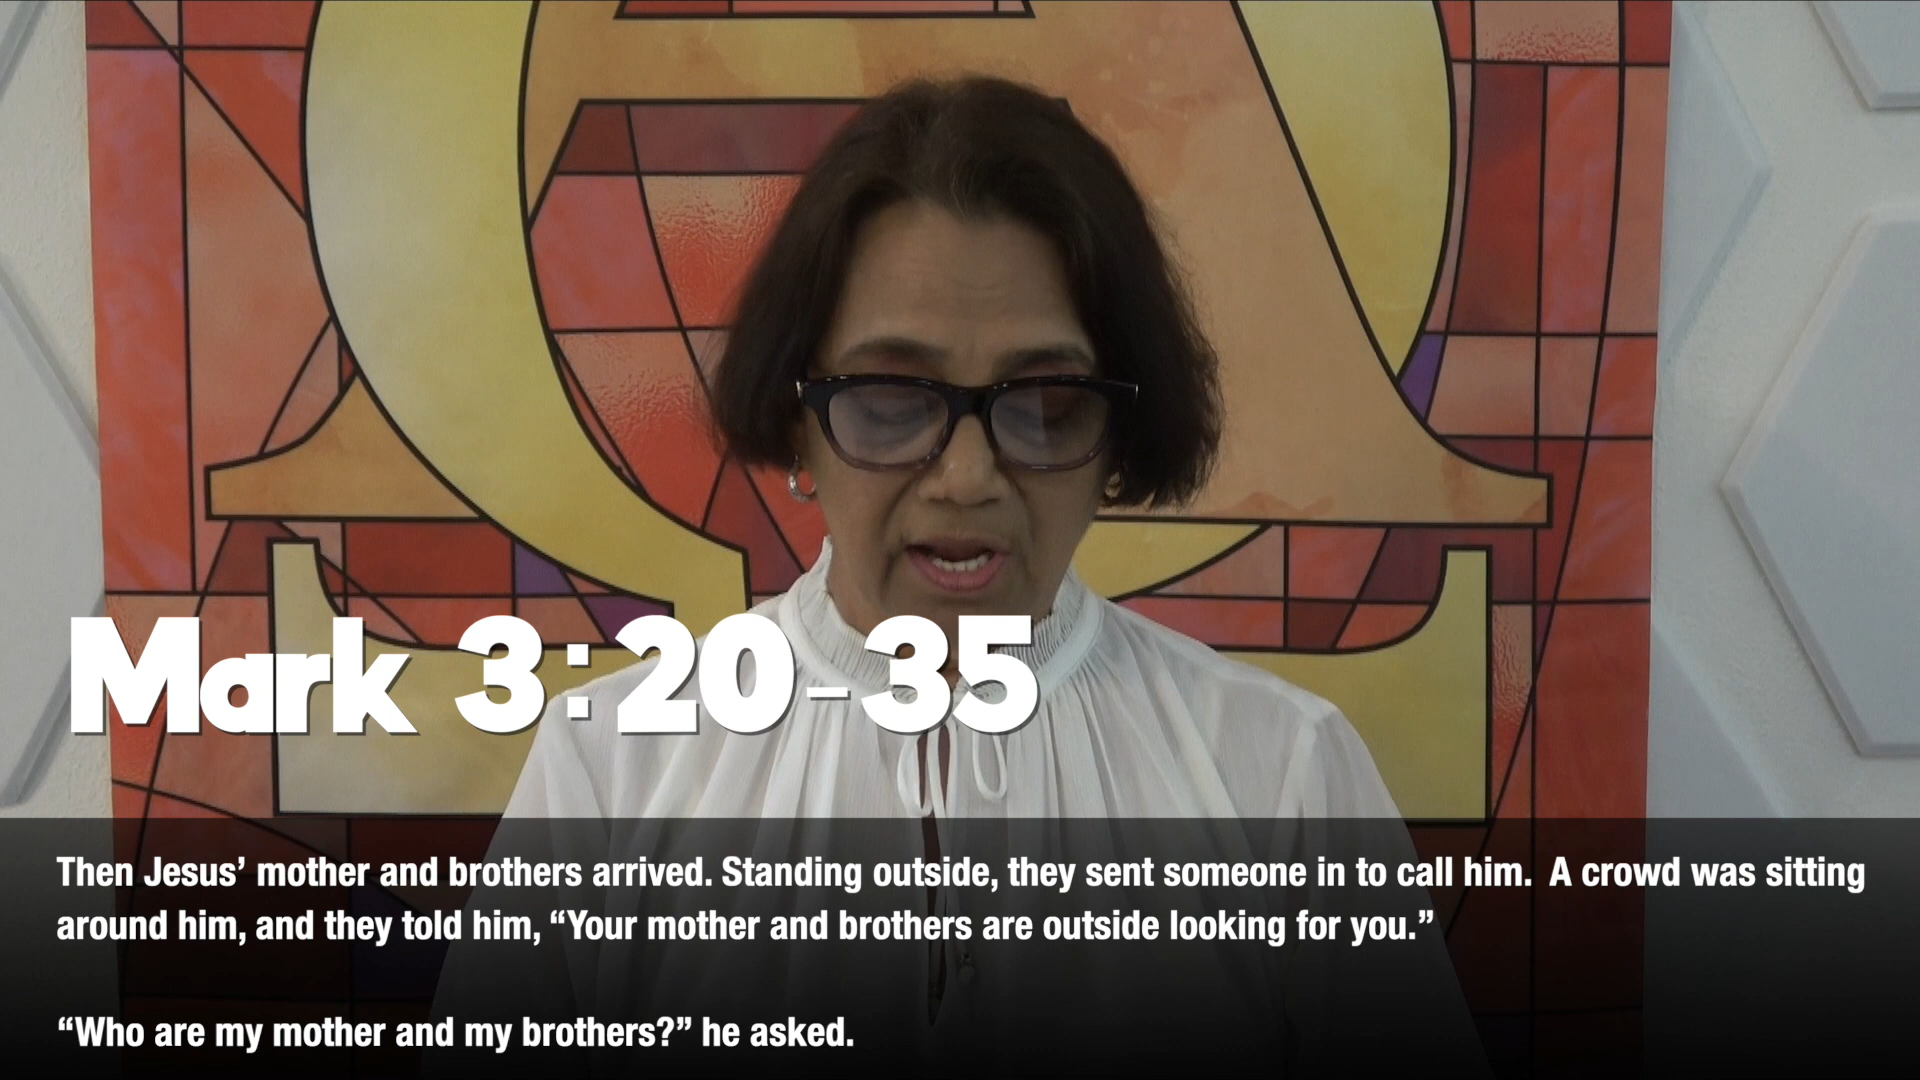 Mark 3:20-35
Then Jesus’ mother and brothers arrived. Standing outside, they sent someone in to call him.  A crowd was sitting
around him, and they told him, “Your mother and brothers are outside looking for you.”
“Who are my mother and my brothers?” he asked.